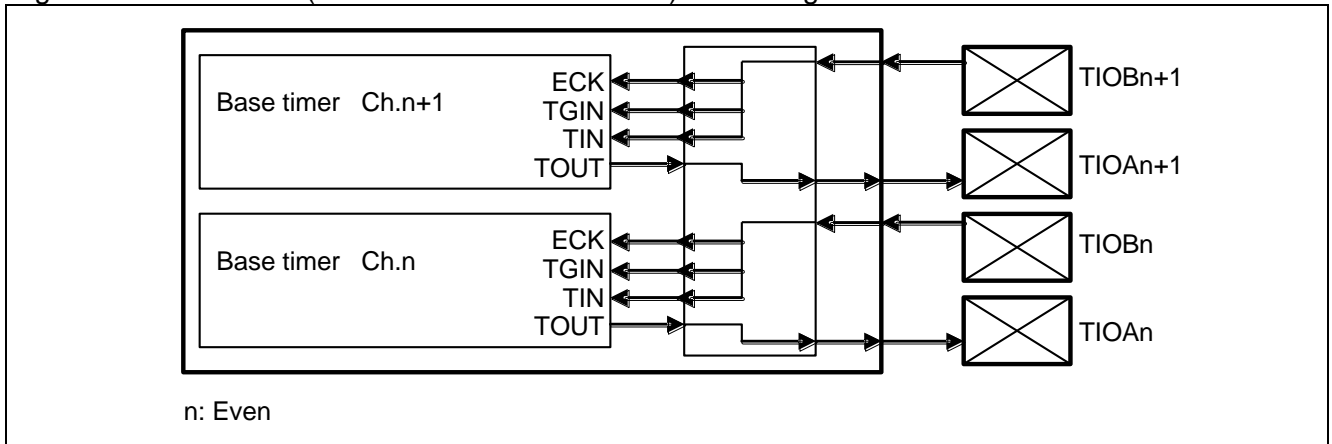 Base timer Ch.n+1
ECK
TGIN
TIN
TOUT
TIOBn+1
TIOAn+1
Base timer Ch.n
ECK
TGIN
TIN
TOUT
TIOBn
TIOAn
n: Even